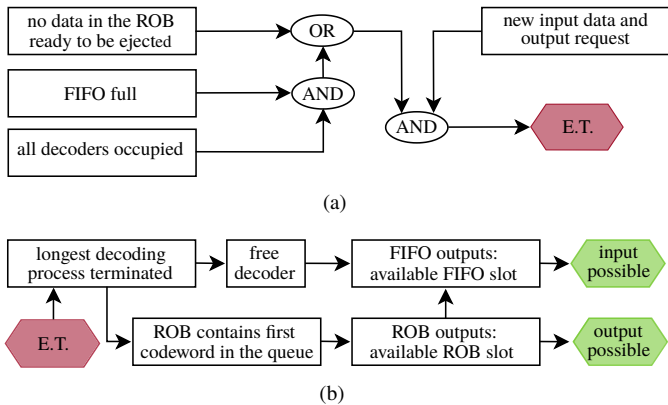 no data in the ROB
ready to be ejected
OR
new input data and
output request
FIFO full
AND
AND
E.T.
all decoders occupied
(a)
longest decoding
process terminated
free
decoder
FIFO outputs:
available FIFO slot
input
possible
E.T.
ROB contains first
codeword in the queue
ROB outputs:
available ROB slot
output
possible
(b)